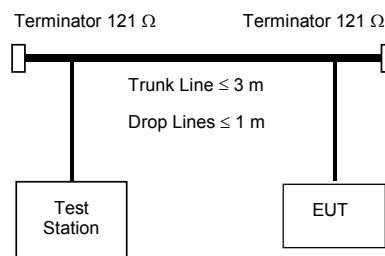 Terminator 121 Ω
Terminator 121 Ω
Trunk Line ≤ 3 m
Drop Lines ≤ 1 m
Test
Station
EUT